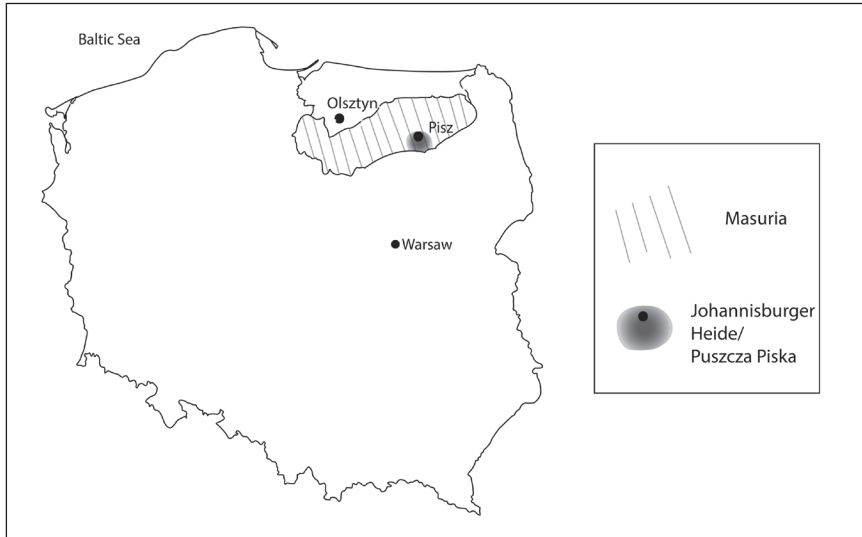 Baltic Sea
Olsztyn
Pisz
Warsaw
Masuria
Johannisburger
Heide/
Puszcza Piska